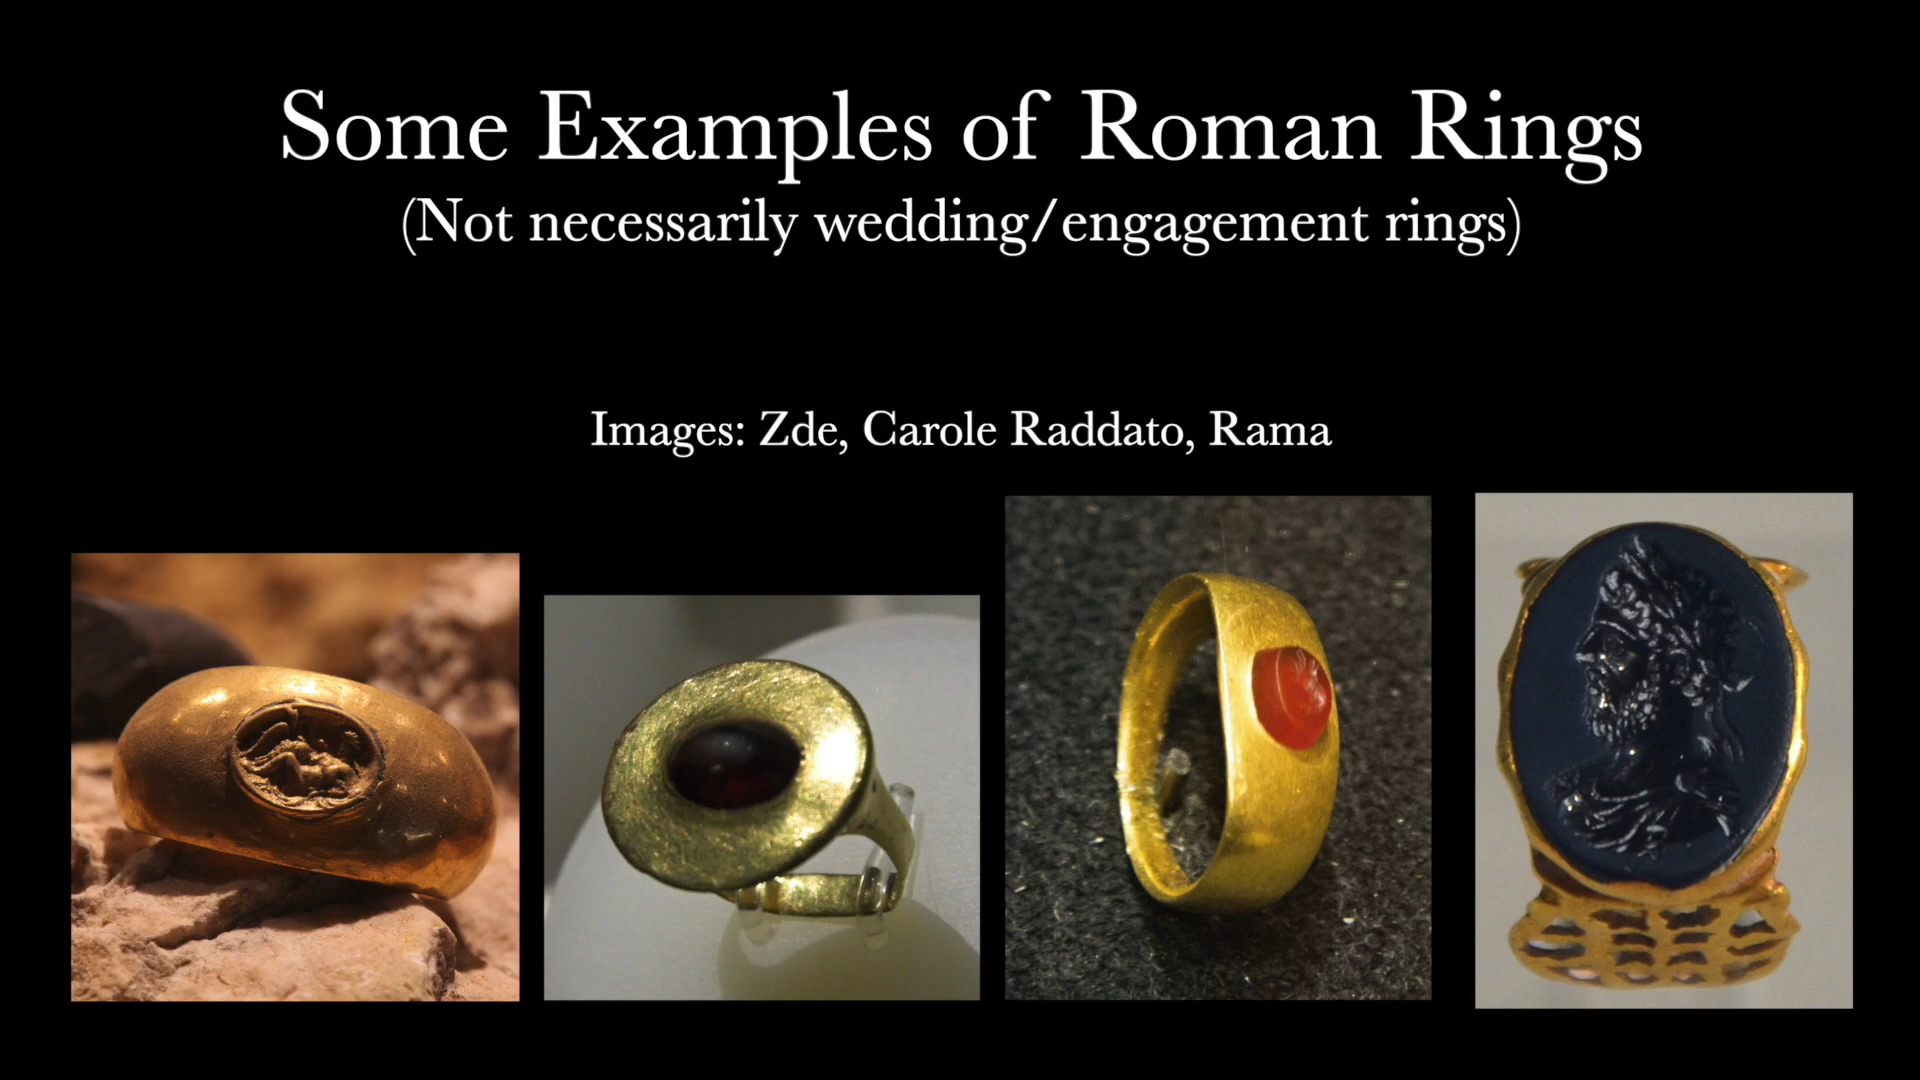 Some Examples of Roman Rings
(Not necessarily wedding/engagement rings)
Images: Zde, Carole Raddato, Rama